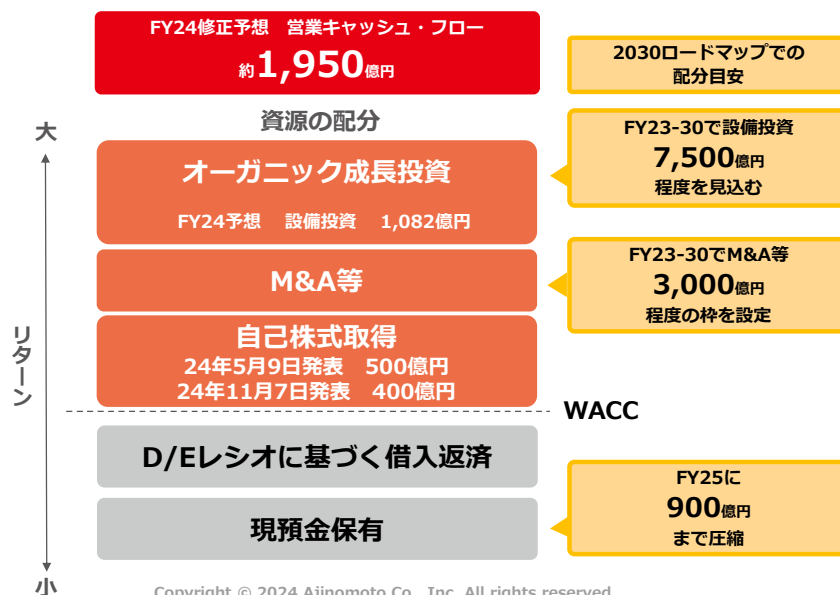 FY24修正予想 営業キャッシュ・フロー
約1,950億円
2030ロードマップでの
配分目安
大
資源の配分
オーガニック成長投資
FY24予想 設備投資 1,082億円
FY23-30で設備投資
7,500億円
程度を見込む
M&A等
FY23-30でM&A等
3,000億円
程度の枠を設定
リターン
自己株式取得
24年5月9日発表 500億円
24年11月7日発表 400億円
WACC
D/Eレシオに基づく借入返済
現預金保有
FY25に
900億円
まで圧縮
小
Copyright © 2024 Ajinomoto Co., Inc. All rights reserved